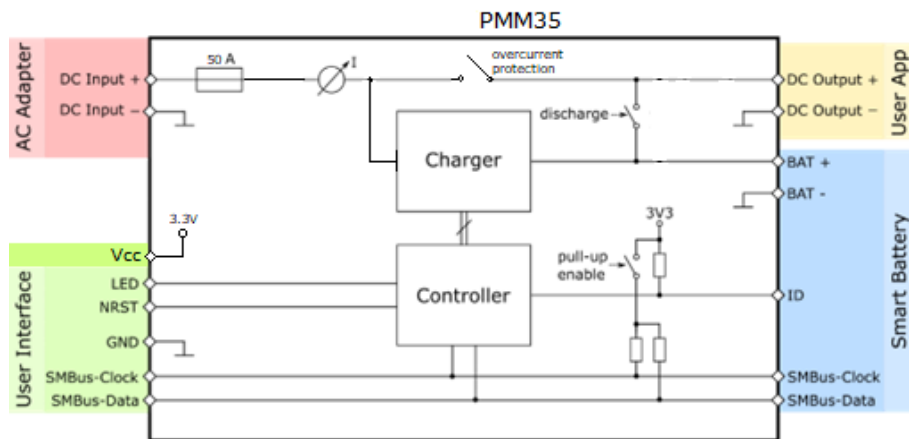 PMM35
AC Adapter
DC Input +
DC Input −
50 A
I
overcurrent
protection
DC Output +
DC Output −
User App
discharge
Charger
BAT +
BAT -
3.3V
3V3
Vcc
pull-up
enable
User Interface
LED
NRST
GND
SMBus-Clock
SMBus-Data
Controller
ID
Smart Battery
SMBus-Clock
SMBus-Data